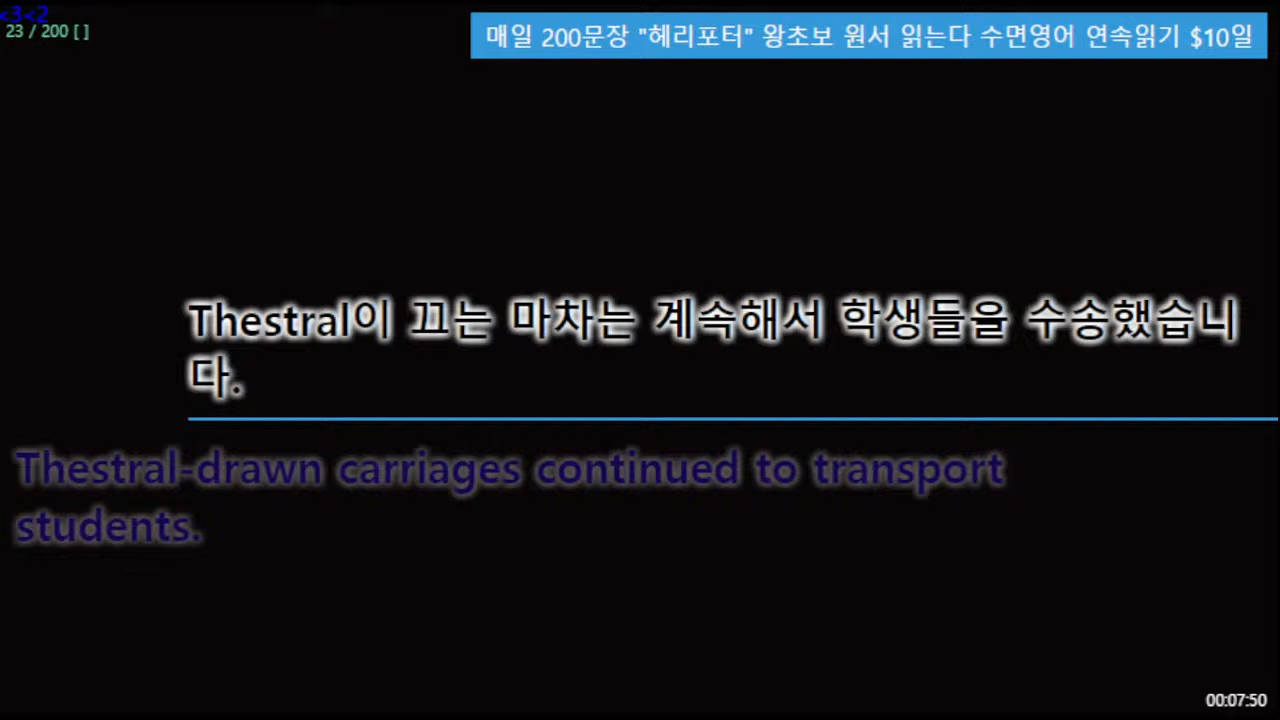 <3<2
23 / 200 [ ]
매일 200문장 "헤리포터" 왕초보 원서 읽는다 수면영어 연속읽기 $10일
Thestral이 끄는 마차는 계속해서 학생들을 수송했습니
다.
Thestral-drawn carriages continued to transport
students.
00:07:50